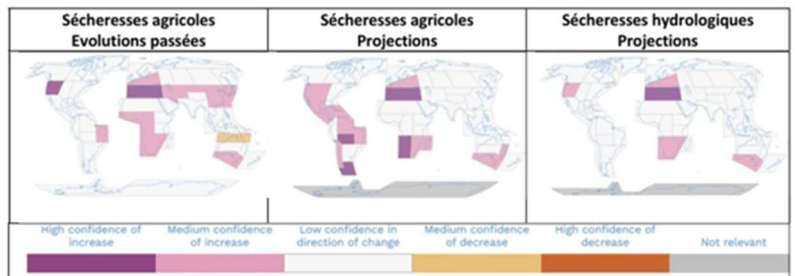 Sécheresses agricoles
Evolutions passées
Sécheresses agricoles
Projections
Sécheresses hydrologiques
Projections
High confidence of
increase
Medium confidence
of increase
Low confidence in
direction of change
Medium confidence
of decrease
High confidence of
decrease
Not relevant